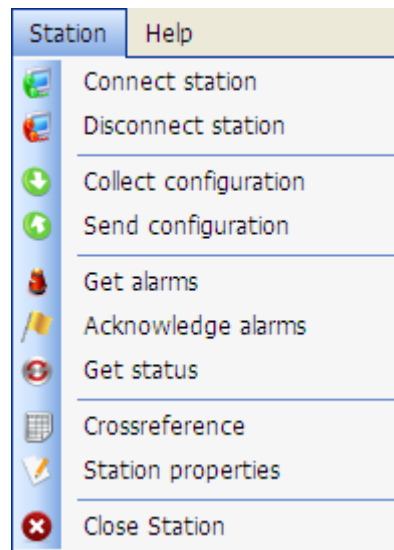 Station Help
Connect station
Disconnect station
Collect configuration
Send configuration
Get alarms
Acknowledge alarms
Get status
Crossreference
Station properties
Close Station